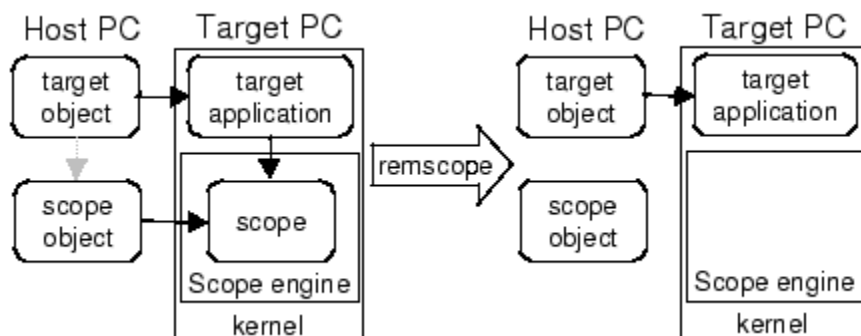 Host PC
Target PC
target
object
target
application
scope
object
scope
Scope engine
kernel
remscope
Host PC
Target PC
target
object
target
application
scope
object
Scope engine
kernel